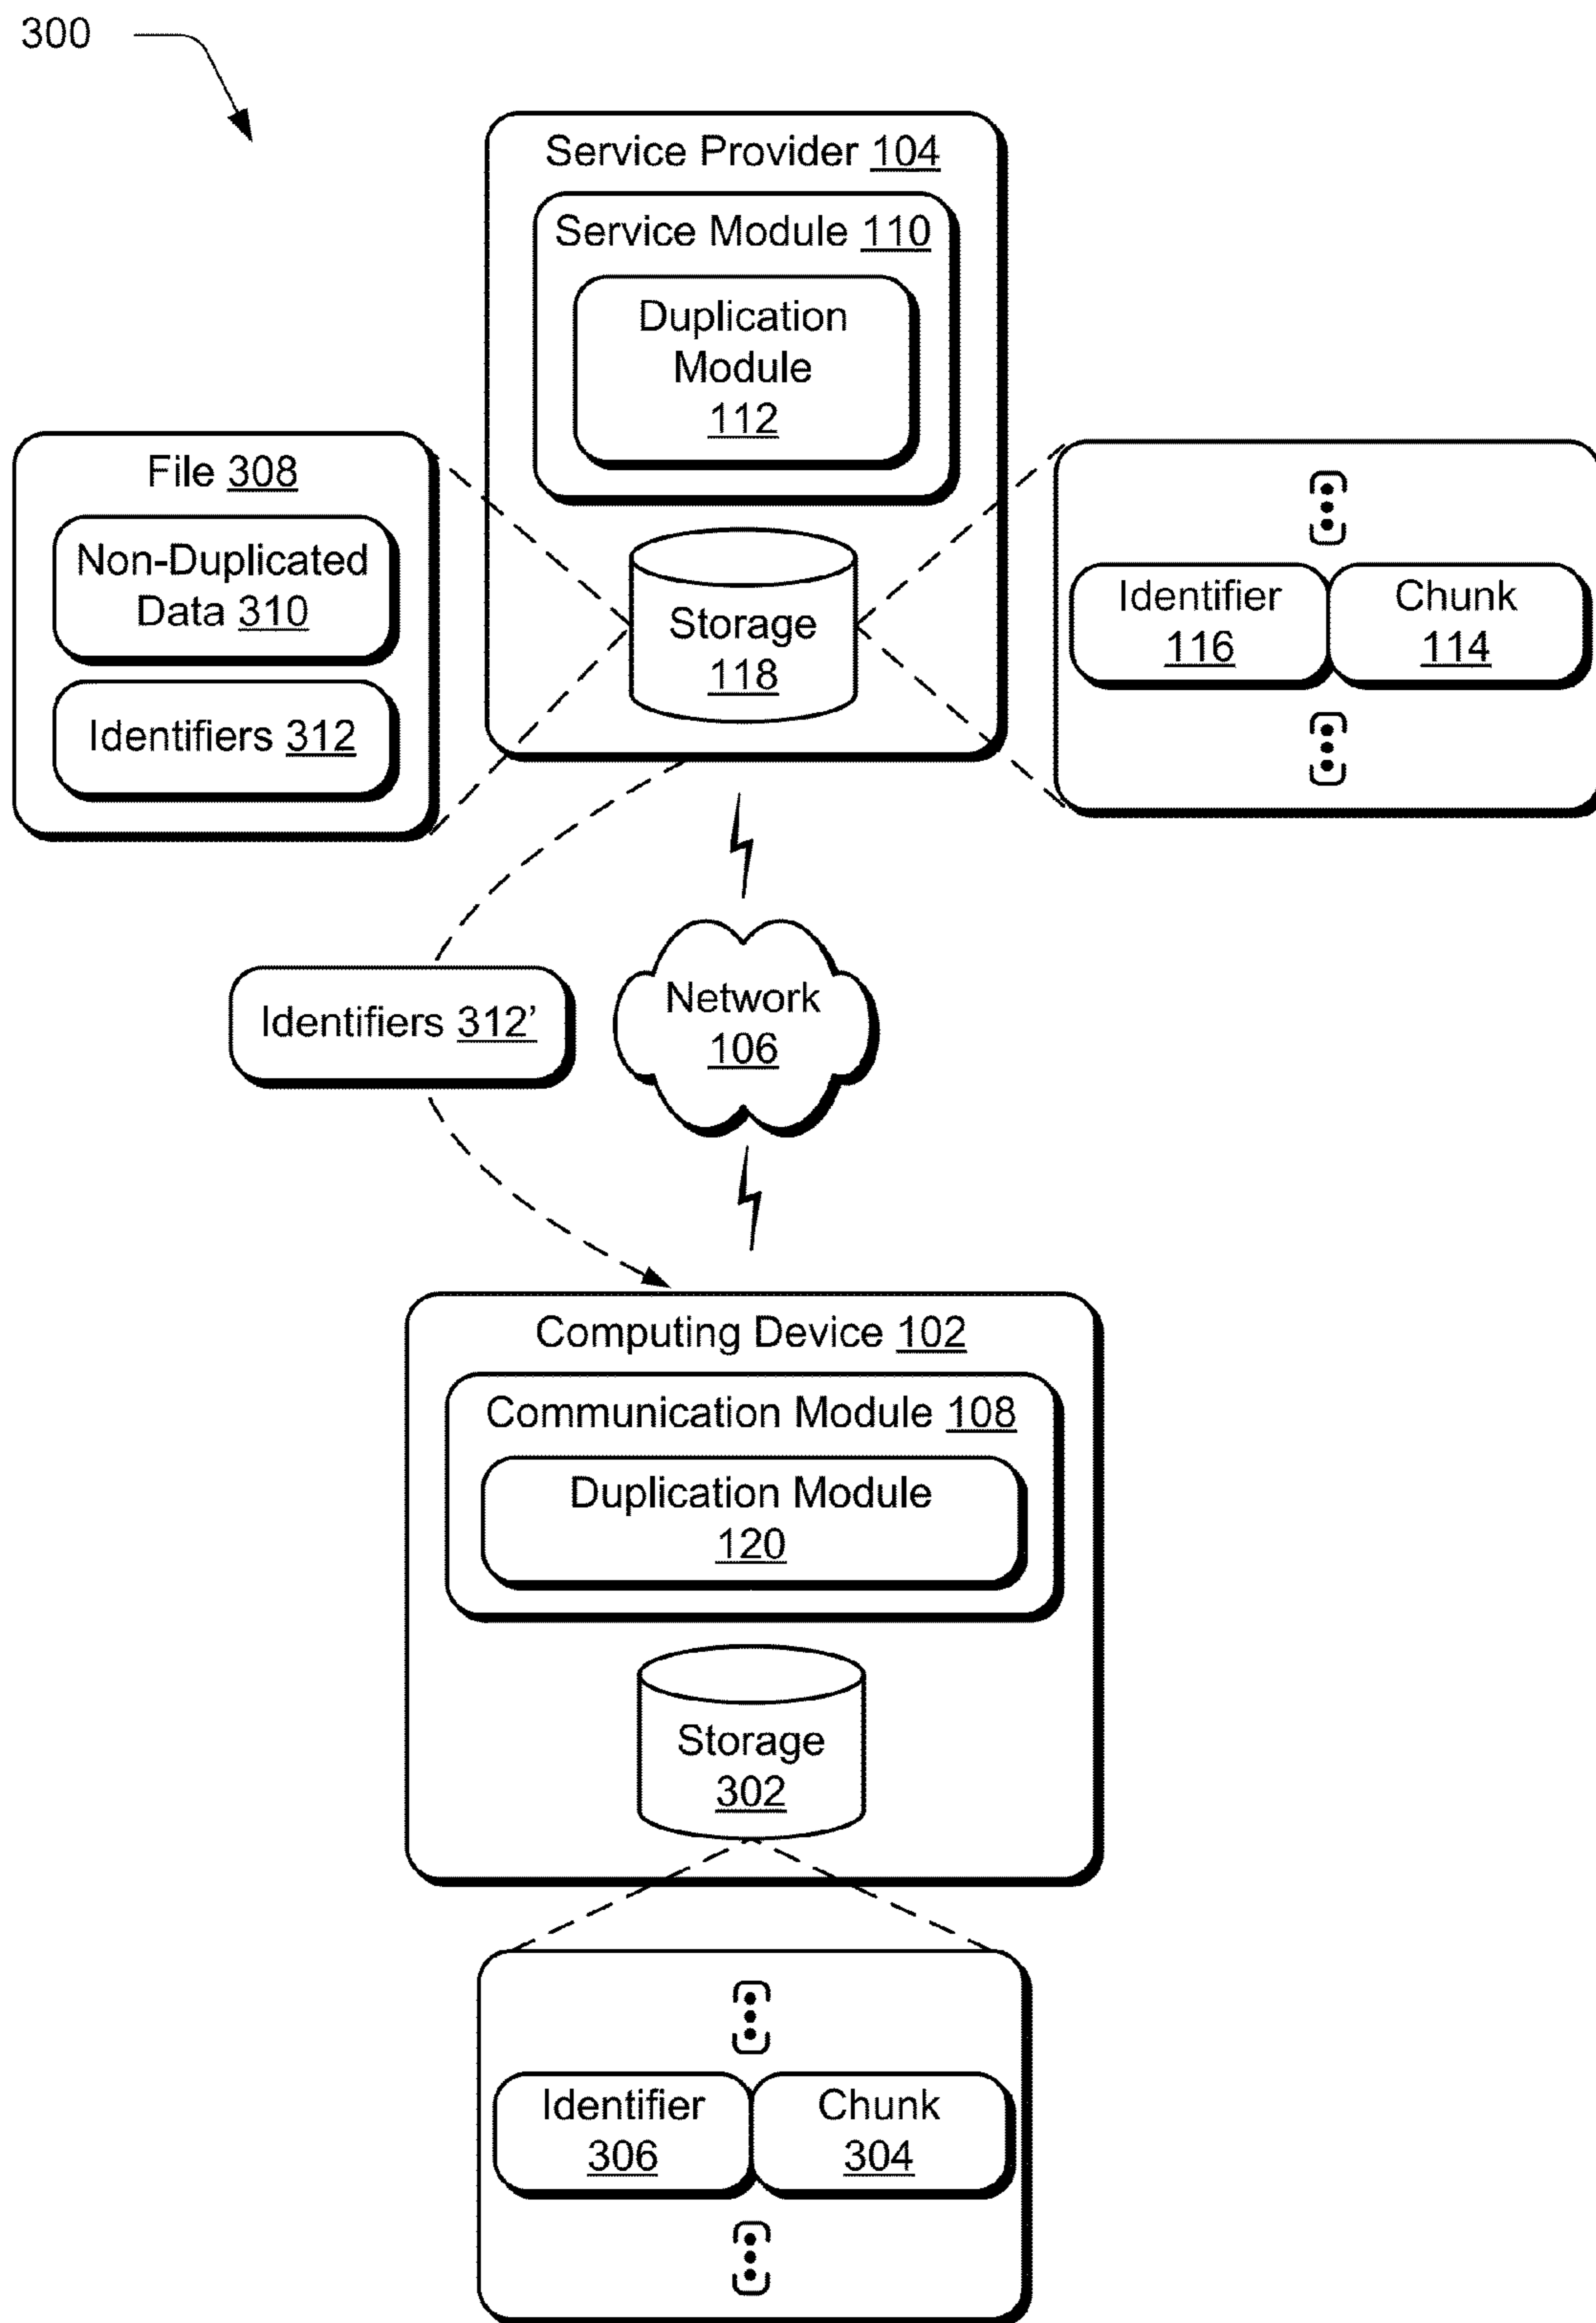 300
Service Provider 104
Service Module 110
Duplication
Module
112
File 308
Non-Duplicated
Data 310
Identifiers 312
Storage
118
Identifier
116
Chunk
114
Identifiers 312’
Network
106
Computing Device 102
Communication Module 108
Duplication Module
120
Storage
302
Identifier
306
Chunk
304